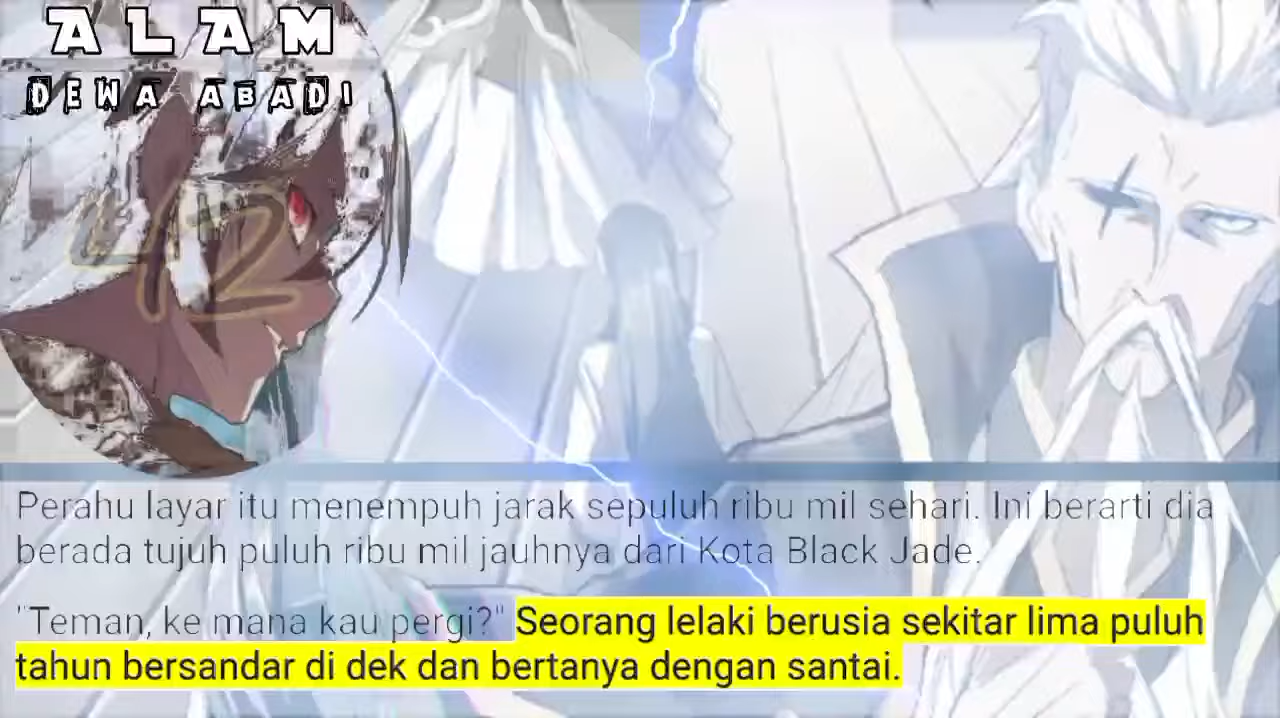 ALAM
DEWA ABADI
412
Perahu layar itu menempuh jarak sepuluh ribu mil sehari. Ini berarti dia
berada tujuh puluh ribu mil jauhnya dari Kota Black Jade.
"Teman, ke mana kau pergi?" Seorang lelaki berusia sekitar lima puluh
tahun bersandar di dek dan bertanya dengan santai.